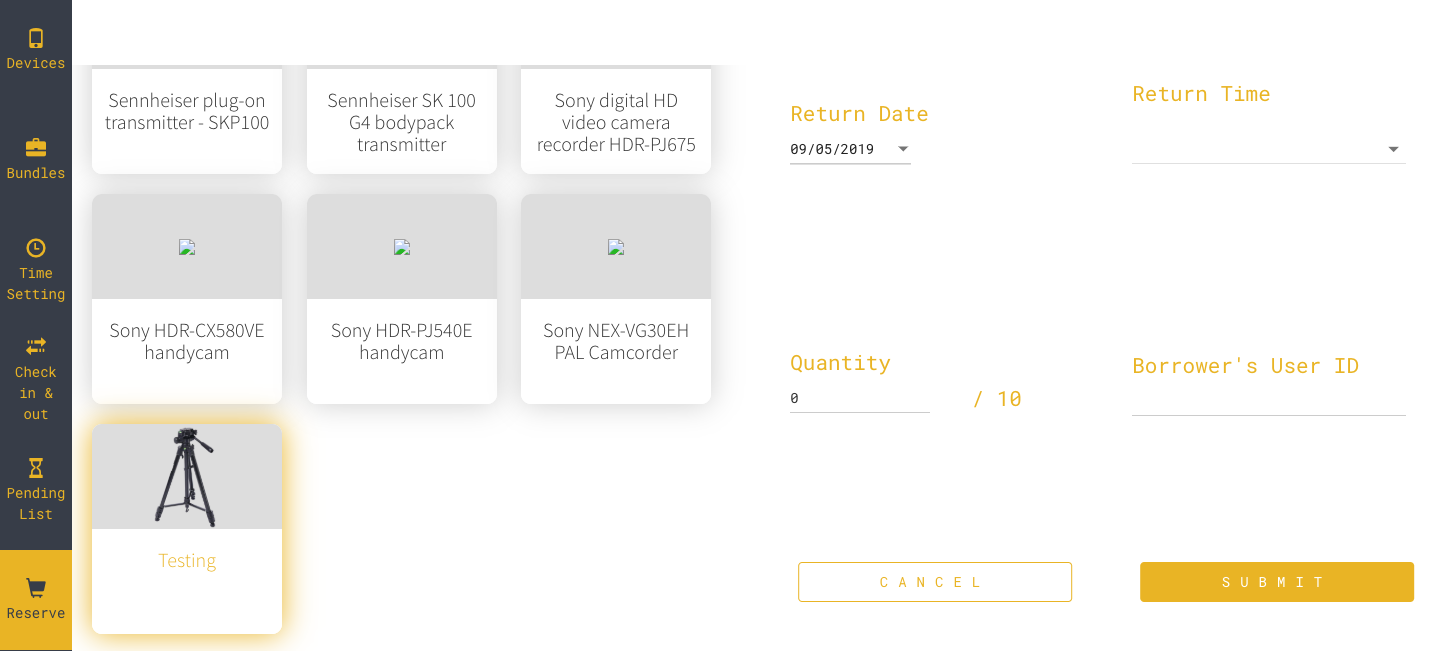 Devices
Bundles
Time
Setting
Check
in &
out
Pending
List
Reserve
Sennheiser plug-on
transmitter - SKP100
Sennheiser SK 100
G4 bodypack
transmitter
Sony digital HD
video camera
recorder HDR-PJ675
Sony HDR-CX580VE
handycam
Sony HDR-PJ540E
handycam
Sony NEX-VG30EH
PAL Camcorder
Testing
Return Date
09/05/2019
Return Time
Quantity
0
/ 10
Borrower's User ID
CANCEL
SUBMIT